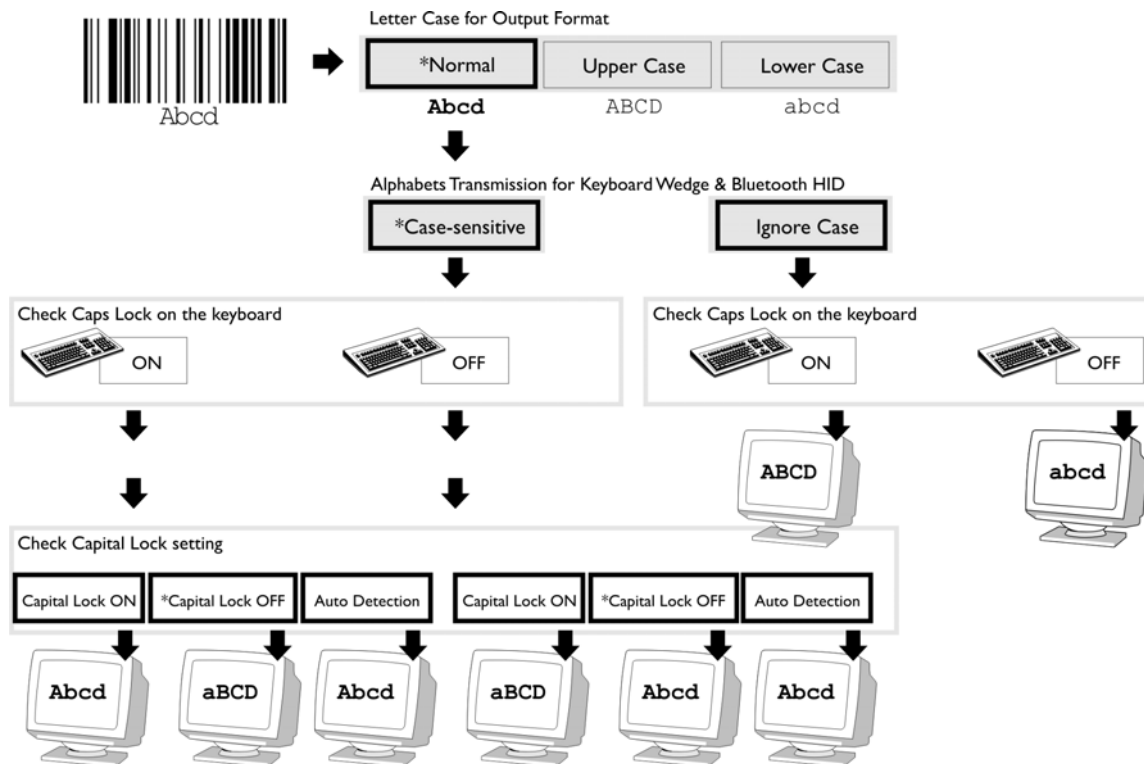 Letter Case for Output Format
*Normal Upper Case Lower Case
Abcd
Abcd ABCD abcd
Alphabets Transmission for Keyboard Wedge & Bluetooth HID
*Case-sensitive Ignore Case
Check Caps Lock on the keyboard Check Caps Lock on the keyboard
ON OFF ON OFF
ABCD abcd
Check Capital Lock setting
Capital Lock ON *Capital Lock OFF Auto Detection Capital Lock ON *Capital Lock OFF Auto Detection
Abcd aBCD Abcd aBCD Abcd Abcd